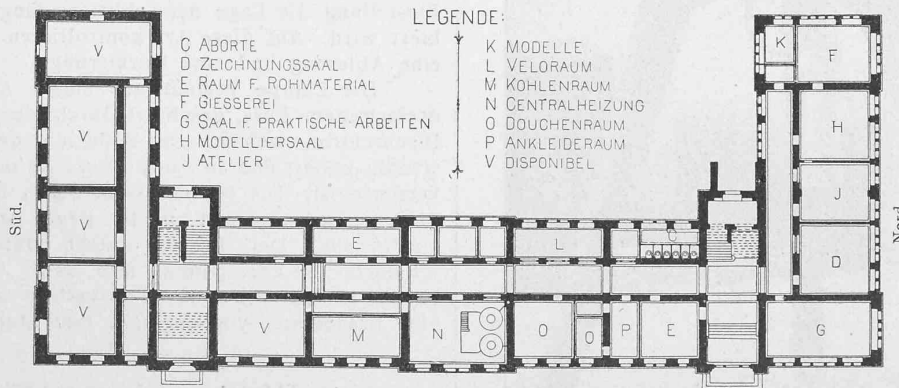 LEGENDE:
C ABORTE
D ZEICHNUNGSSAAL
E RAUM F. ROHMATERIAL
F GIESSEREI
G SAAL F. PRAKTISCHE ARBEITEN
H MODELLIERSAAL
J ATELIER
K MODELLE
L VELORAUM
M KOHLENRAUM
N CENTRALHEIZUNG
O DOUCHENRAUM
P ANKLEIDERAUM
V DISPONIBEL
Süd.
Nord.
V
V
V
V
V
E
L
C
M
N
O
O
P
E
G
D
J
H
F